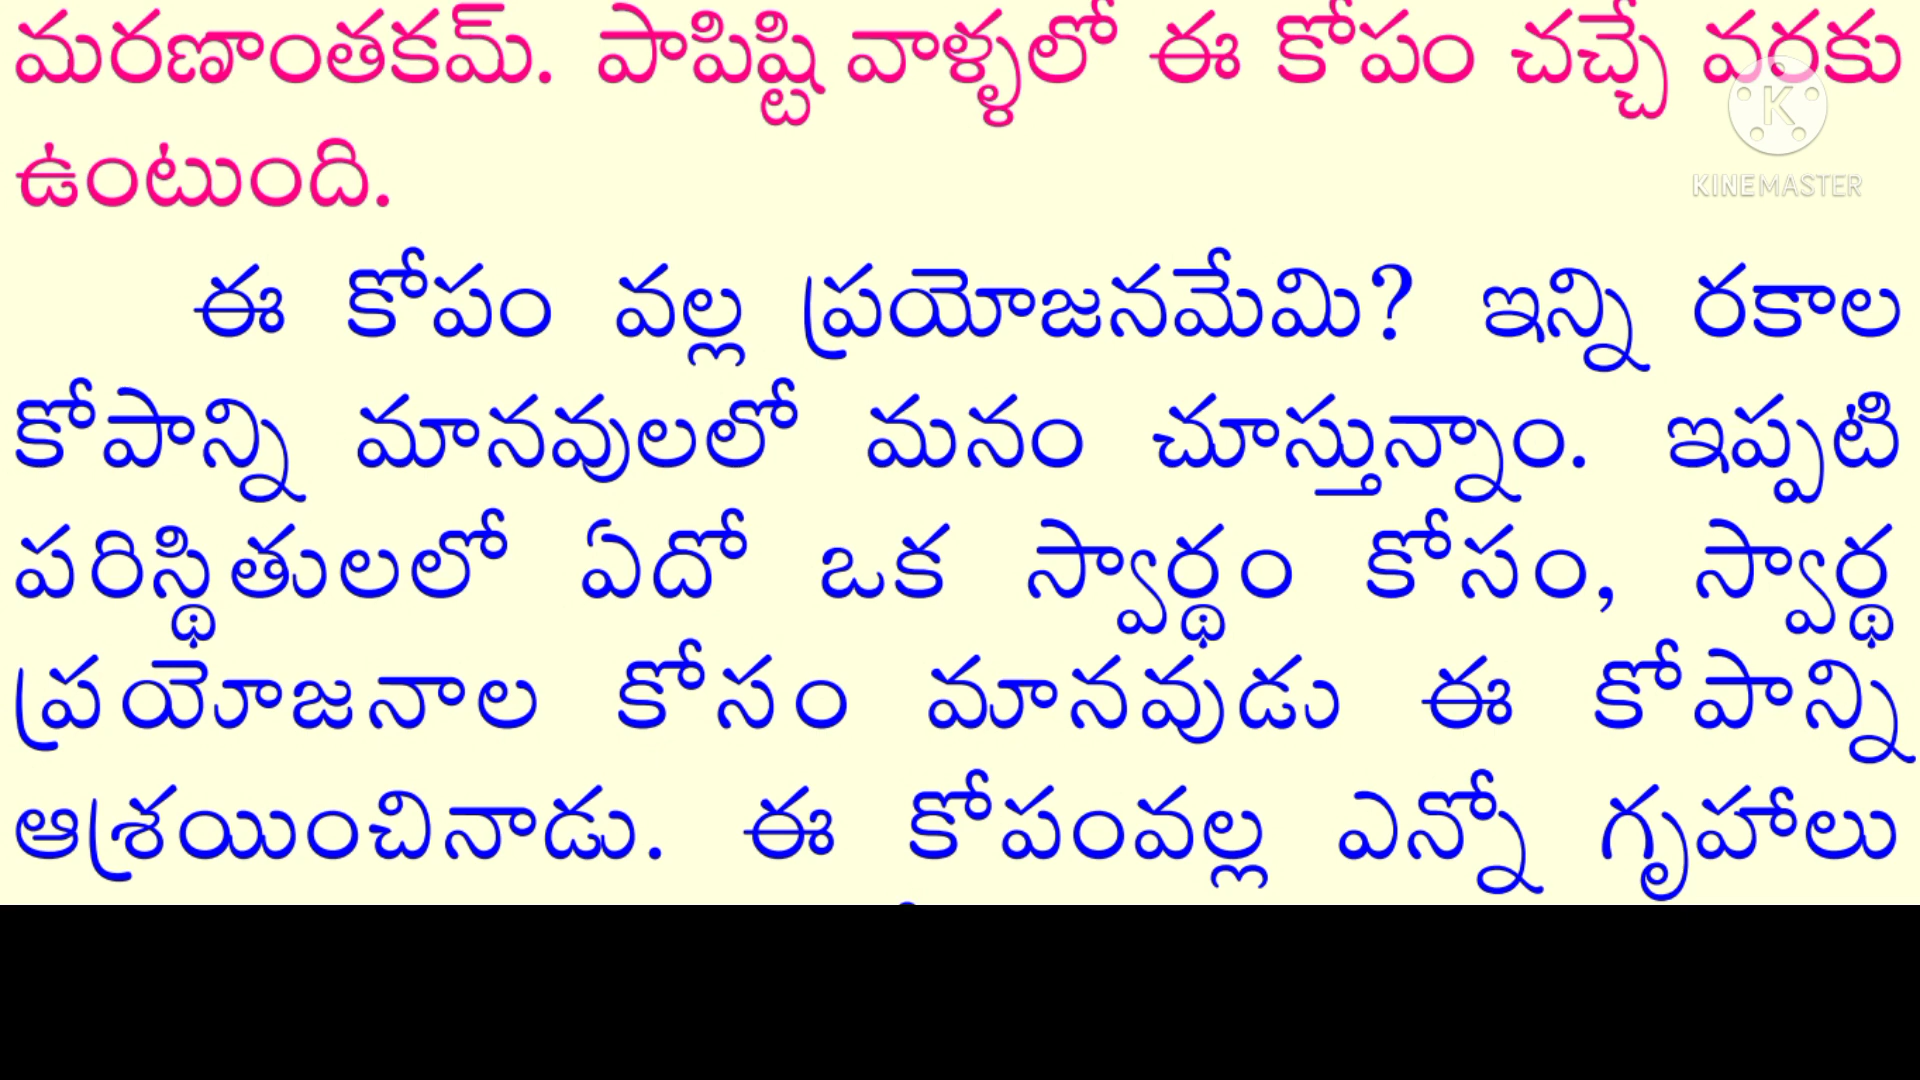 మరణాంతకమ్. పాపిష్టి వాళ్ళలో ఈ కోపం చచ్చే వరకు
ఉంటుంది.
ఈ కోపం వల్ల ప్రయోజనమేమి? ఇన్ని రకాల
కోపాన్ని మానవులలో మనం చూస్తున్నాం. ఇప్పటి
పరిస్థితులలో ఏదో ఒక స్వార్థం కోసం, స్వార్థ
ప్రయోజనాల కోసం మానవుడు ఈ కోపాన్ని
ఆశ్రయించినాడు. ఈ కోపంవల్ల ఎన్నో గృహాలు
K
KINEMASTER